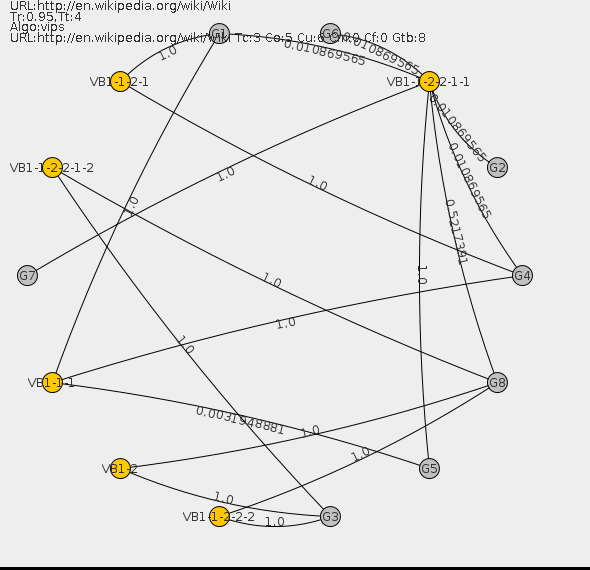 URL:http://en.wikipedia.org/wiki/Wiki
Tr:0.95,Tt:4
Algo:vips
URL:http://en.wikipedia.org/wiki/Wiki Tc:3 Co:5 Cu:6 Cf:0 Gtb:8
G1
G6
1.0
0.010869565
0.010869565
VB1-1-2-1
VB1-1-2-2-1-1
0.010869565
0.010869565
VB1-1-2-2-1-2
G2
1.0
1.0
1.0
0.5217391
G7
1.0
1.0
G4
1.0
1.0
VB1-1-1
G8
0.0031948881
1.0
1.0
VB1-2
G5
1.0
VB1-1-2-2-2
1.0
G3